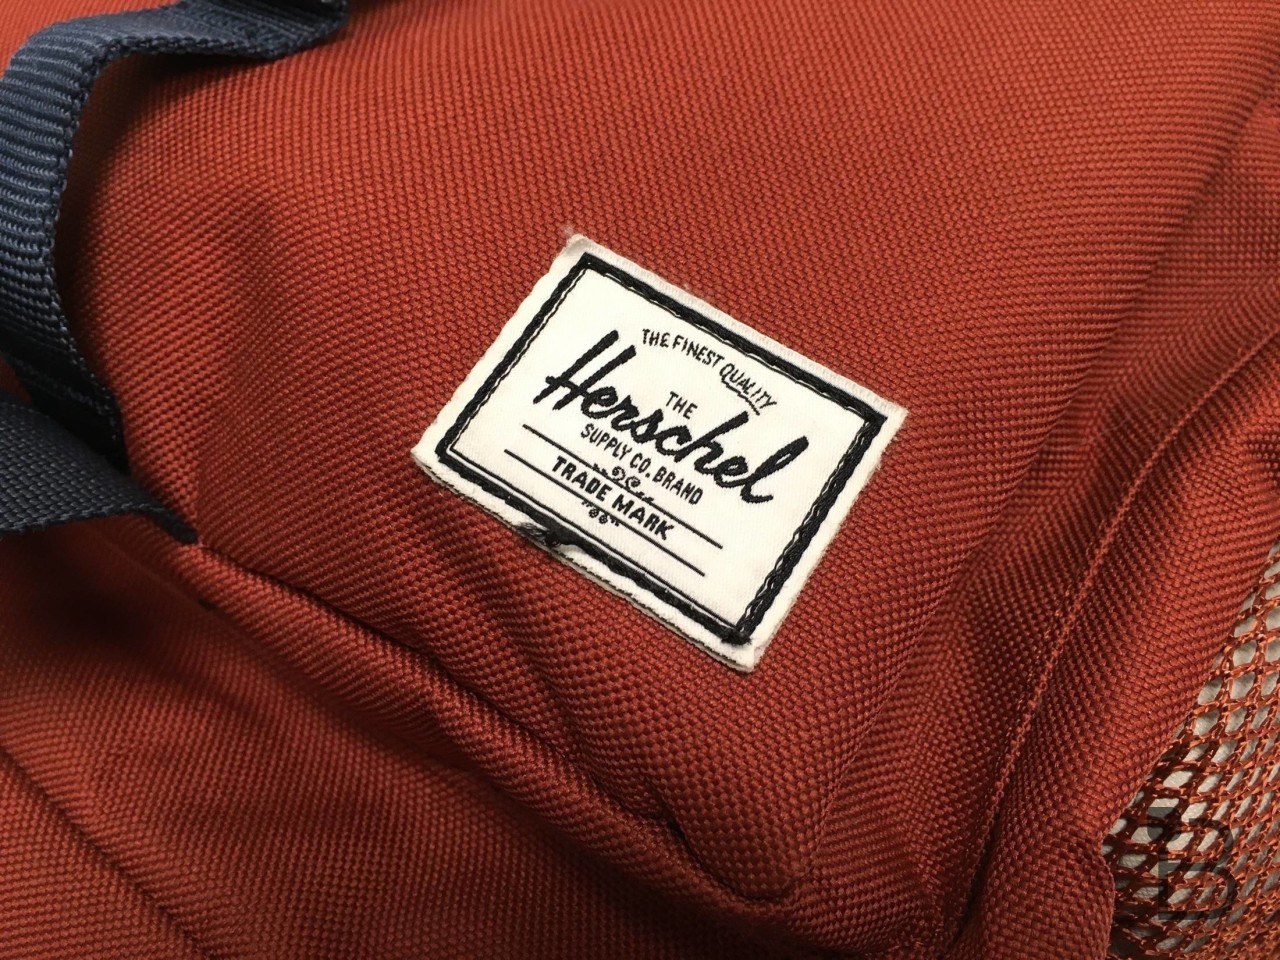 THE FINEST QUALITY
THE
Herschel
SUPPLY CO. BRAND
TRADE MARK